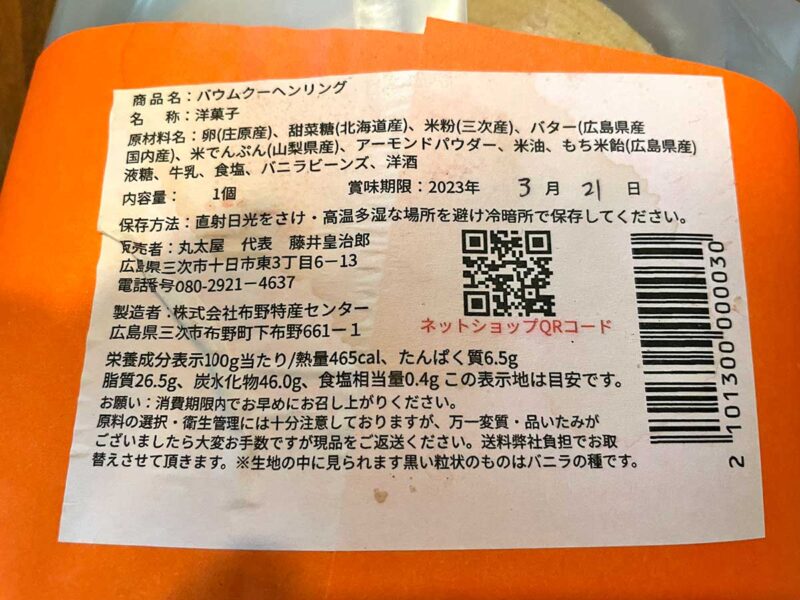 商品名：バウムクーヘンリング
名　称：洋菓子
原材料名：卵(庄原産)、甜菜糖(北海道産)、米粉(三次産)、バター(広島県産
国内産)、米でんぷん(山梨県産)、アーモンドパウダー、米油、もち米飴(広島県産)
液糖、牛乳、食塩、バニラビーンズ、洋酒
内容量：　1個　賞味期限：2023年　3月　21日
保存方法：直射日光をさけ・高温多湿な場所を避け冷暗所で保存してください。
販売者：丸太屋　代表　藤井皇治郎
広島県三次市十日市東3丁目6－13
電話番号080-2921－4637
製造者：株式会社布野特産センター
広島県三次市布野町下布野661－1
ネットショップQRコード
2 101300 000030
栄養成分表示100g当たり/熱量465cal、たんぱく質6.5g
脂質26.5g、炭水化物46.0g、食塩相当量0.4g この表示地は目安です。
お願い：消費期限内でお早めにお召し上がりください。
原料の選択・衛生管理には十分注意しておりますが、万一変質・品いたみが
ございましたら大変お手数ですが現品をご返送ください。送料弊社負担でお取
替えさせて頂きます。※生地の中に見られます黒い粒状のものはバニラの種です。